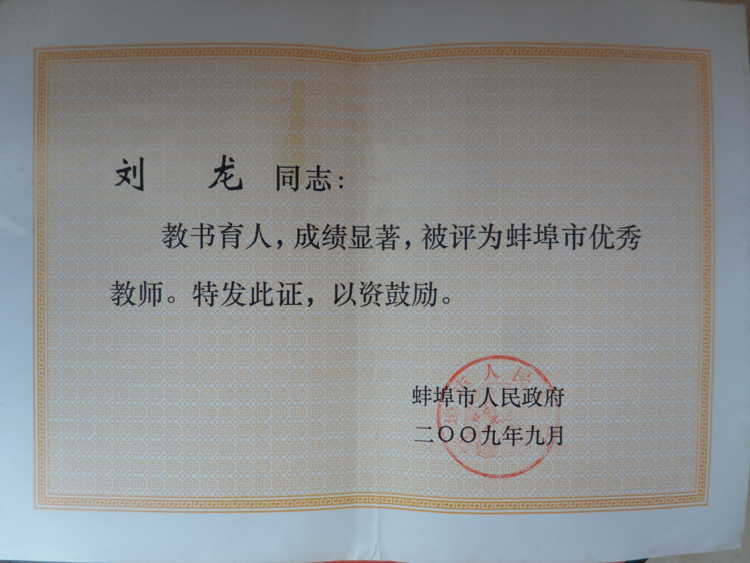 刘 龙 同志：
教书育人，成绩显著，被评为蚌埠市优秀
教师。特发此证，以资鼓励。
蚌埠市人民政府
二〇〇九年九月